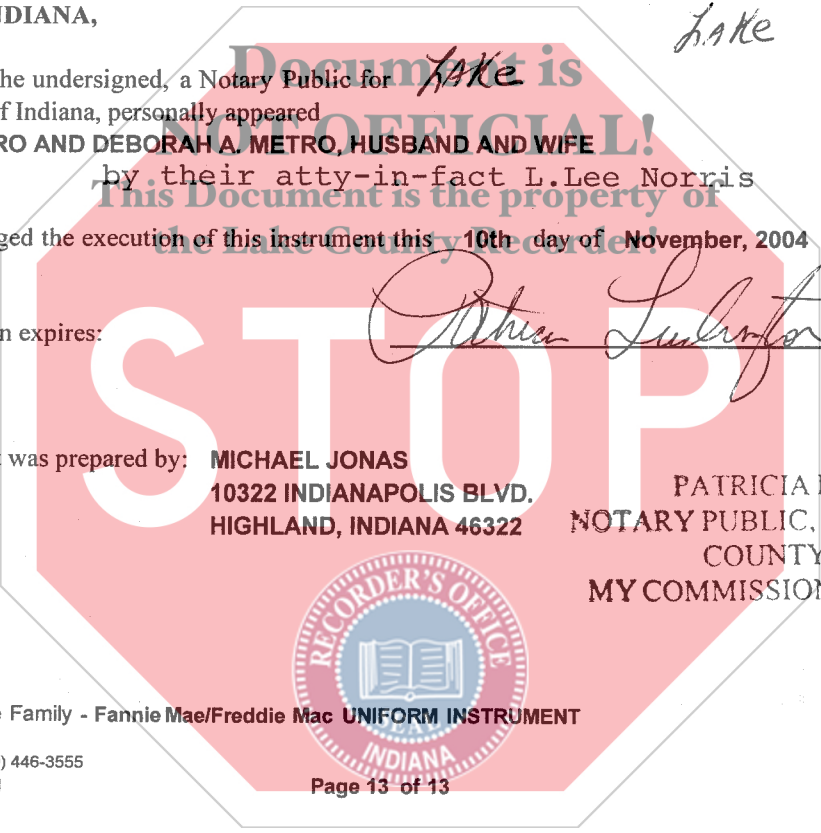 NDIANA,
LAKE
he undersigned, a Notary Public for LAKE
Document is
f Indiana, personally appeared
NOT OFFICIAL!
RO AND DEBORAH A. METRO, HUSBAND AND WIFE
by their atty-in-fact L.Lee Norris
This Document is the property of
the Lake County Recorder!
ged the execution of this instrument this 10th day of November, 2004
n expires:
STOP
was prepared by: MICHAEL JONAS
10322 INDIANAPOLIS BLVD.
HIGHLAND, INDIANA 46322
PATRICIA
NOTARY PUBLIC,
COUNTY
MY COMMISSION
RECORDER'S OFFICE
SEAL
INDIANA
Family - Fannie Mae/Freddie Mac UNIFORM INSTRUMENT
) 446-3555
Page 13 of 13